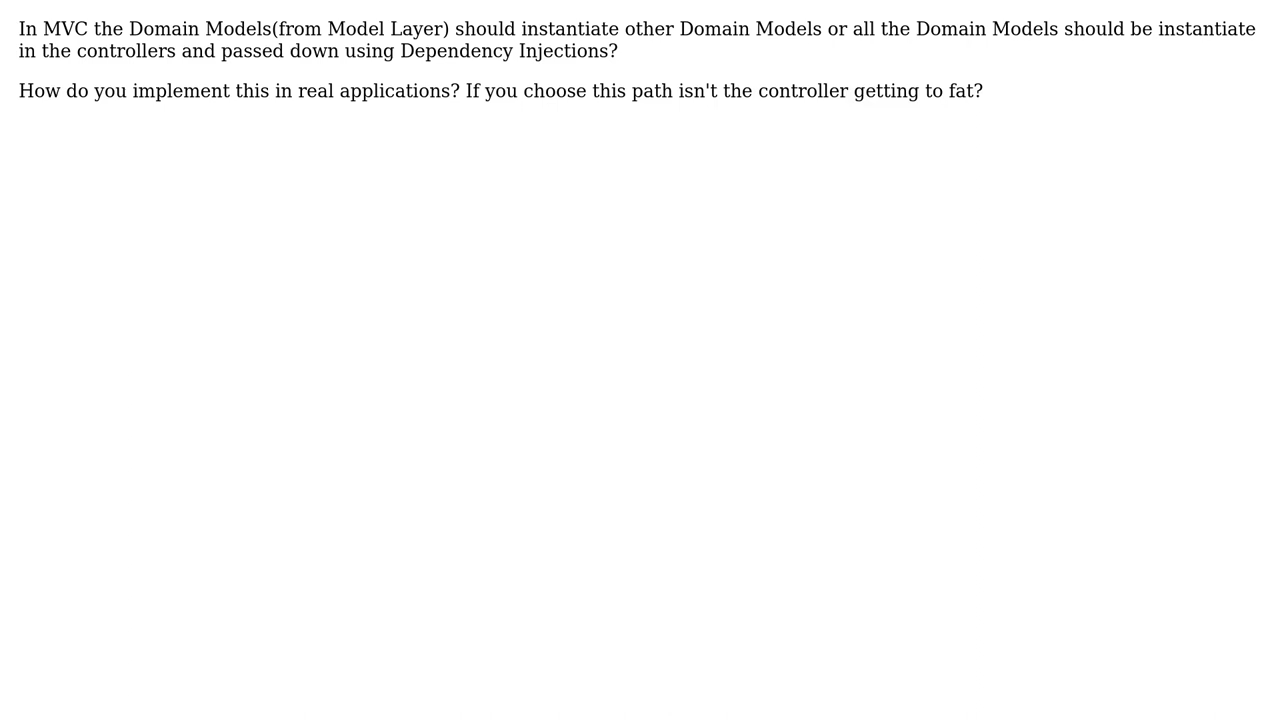 In MVC the Domain Models(from Model Layer) should instantiate other Domain Models or all the Domain Models should be instantiate
in the controllers and passed down using Dependency Injections?
How do you implement this in real applications? If you choose this path isn't the controller getting to fat?